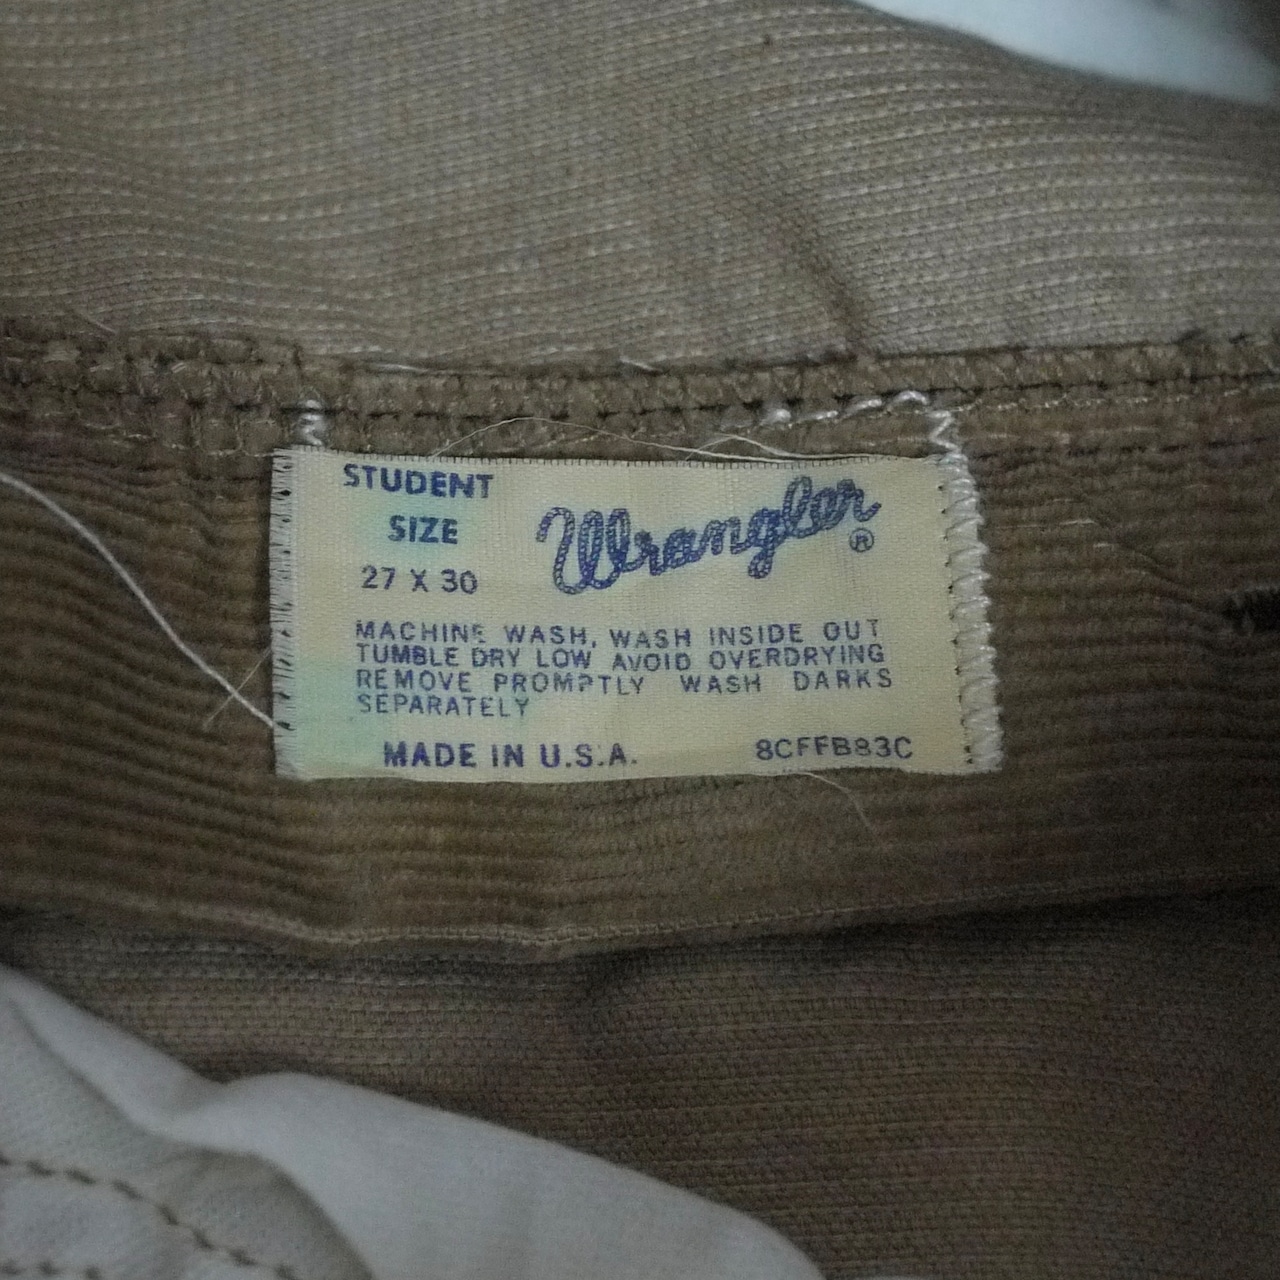 STUDENT
SIZE
27 X 30
Wrangler®
MACHINE WASH, WASH INSIDE OUT
TUMBLE DRY LOW AVOID OVERDRYING
REMOVE PROMPTLY WASH DARKS
SEPARATELY
MADE IN U.S.A. 8CFFB83C